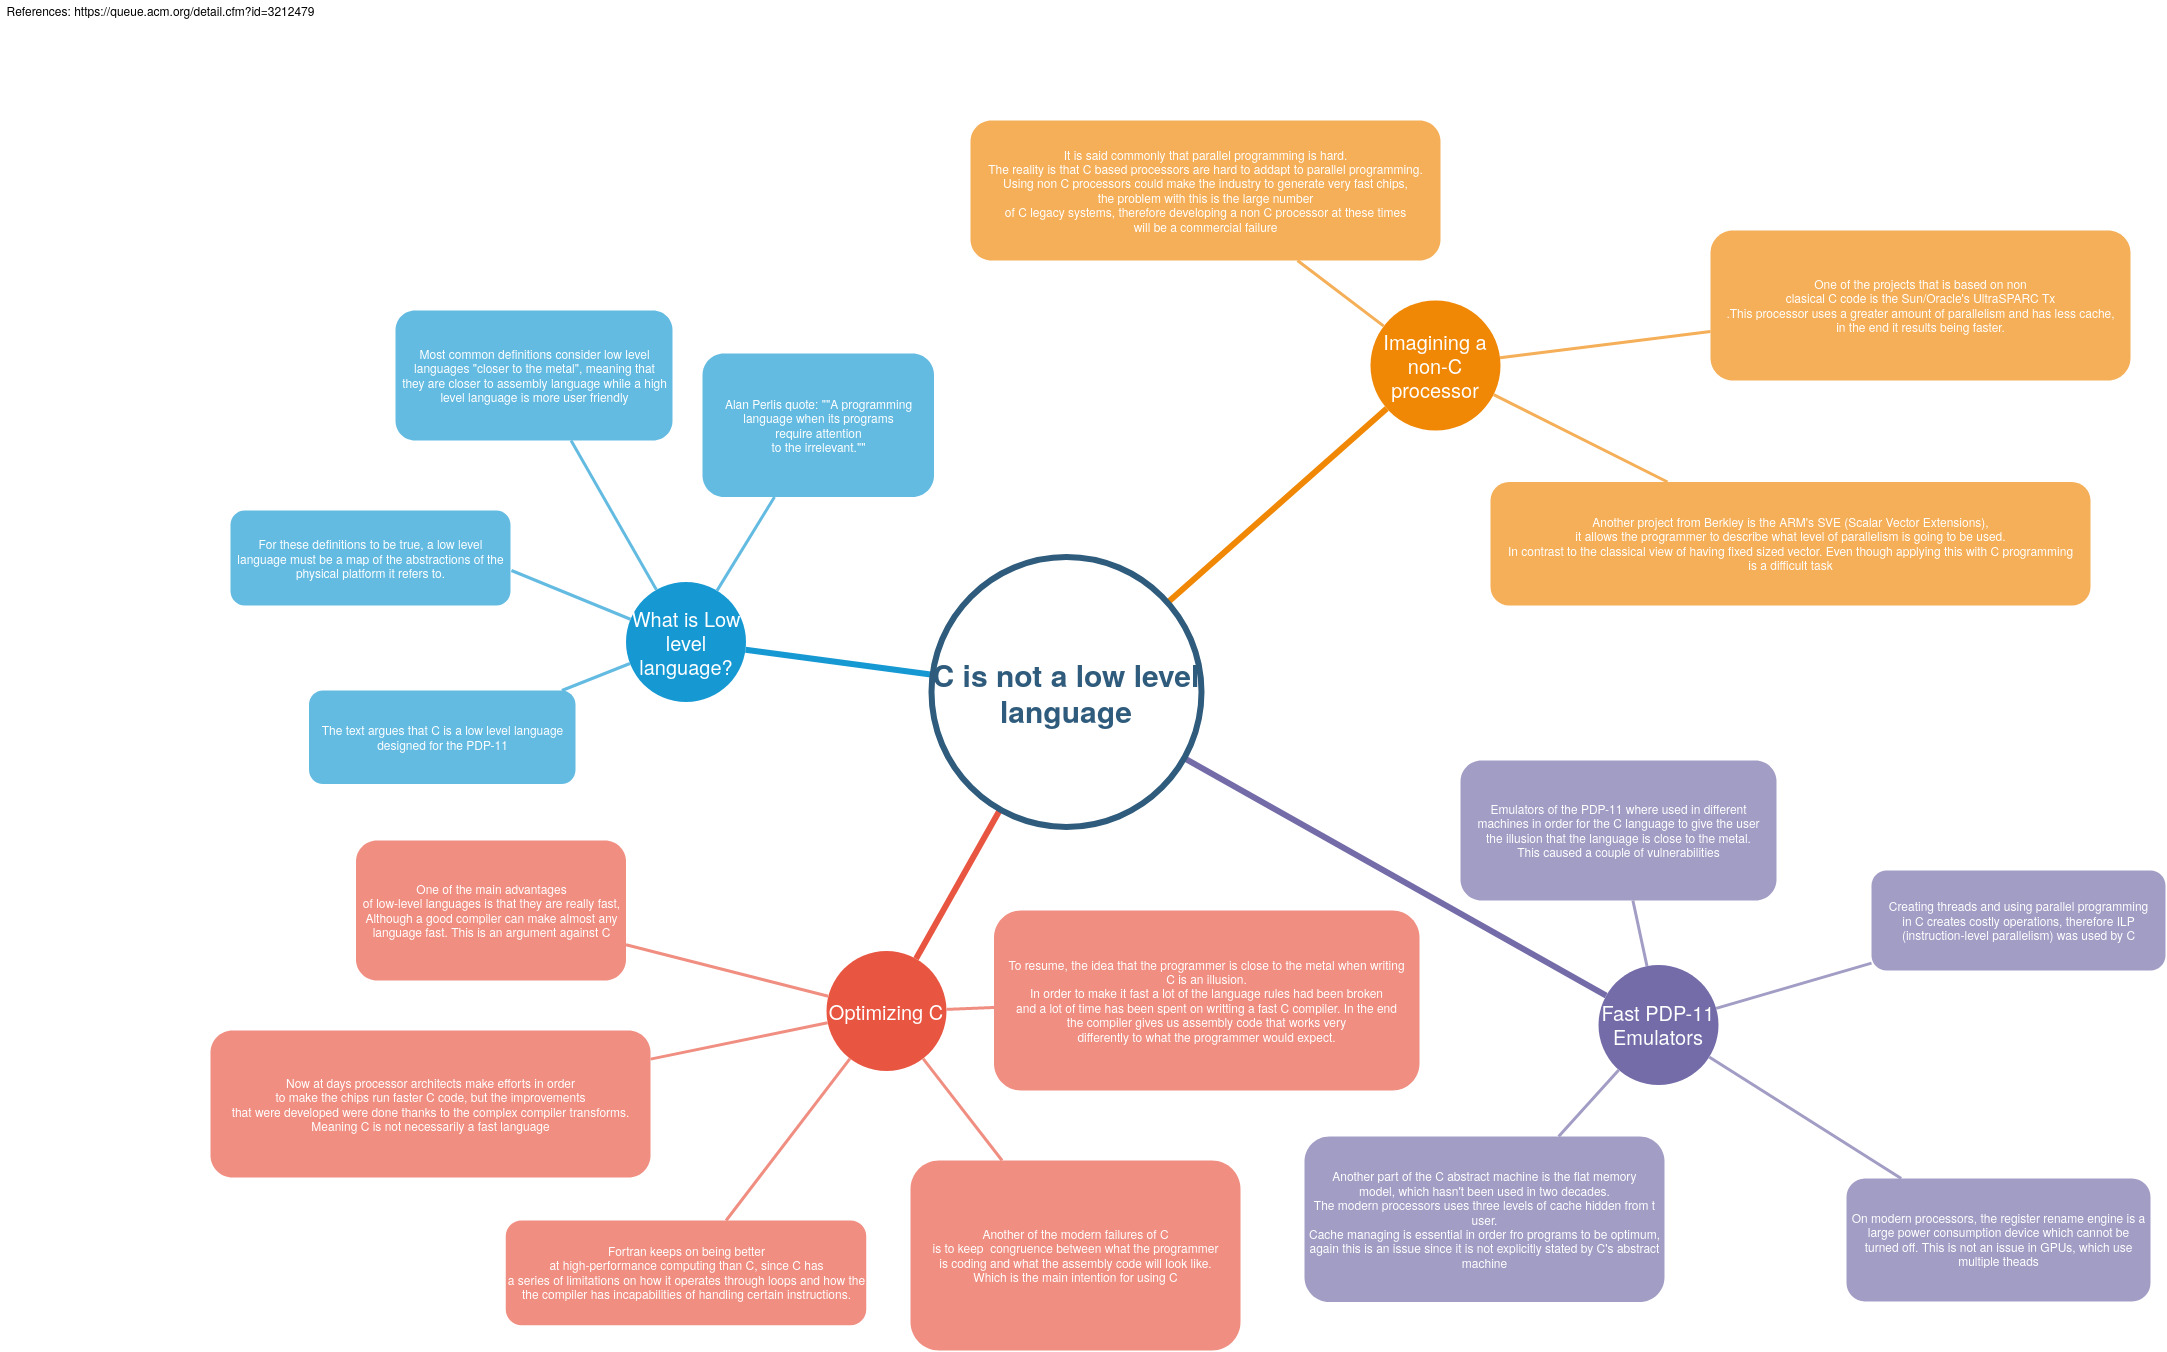 References: https://queue.acm.org/detail.cfm?id=3212479
It is said commonly that parallel programming is hard.
The reality is that C based processors are hard to addapt to parallel programming.
Using non C processors could make the industry to generate very fast chips,
the problem with this is the large number
of C legacy systems, therefore developing a non C processor at these times
will be a commercial failure
One of the projects that is based on non
clasical C code is the Sun/Oracle's UltraSPARC Tx
.This processor uses a greater amount of parallelism and has less cache,
in the end it results being faster.
Imagining a
non-C
processor
Another project from Berkley is the ARM's SVE (Scalar Vector Extensions),
it allows the programmer to describe what level of parallelism is going to be used.
In contrast to the classical view of having fixed sized vector. Even though applying this with C programming
is a difficult task
Most common definitions consider low level
languages "closer to the metal", meaning that
they are closer to assembly language while a high
level language is more user friendly
Alan Perlis quote: ""A programming
language when its programs
require attention
to the irrelevant.""
For these definitions to be true, a low level
language must be a map of the abstractions of the
physical platform it refers to.
What is Low
level
language?
The text argues that C is a low level language
designed for the PDP-11
C is not a low level
language
Emulators of the PDP-11 where used in different
machines in order for the C language to give the user
the illusion that the language is close to the metal.
This caused a couple of vulnerabilities
Creating threads and using parallel programming
in C creates costly operations, therefore ILP
(instruction-level parallelism) was used by C
Fast PDP-11
Emulators
Another part of the C abstract machine is the flat memory
model, which hasn't been used in two decades.
The modern processors uses three levels of cache hidden from t
user.
Cache managing is essential in order fro programs to be optimum,
again this is an issue since it is not explicitly stated by C's abstract
machine
On modern processors, the register rename engine is a
large power consumption device which cannot be
turned off. This is not an issue in GPUs, which use
multiple theads
One of the main advantages
of low-level languages is that they are really fast,
Although a good compiler can make almost any
language fast. This is an argument against C
To resume, the idea that the programmer is close to the metal when writing
C is an illusion.
In order to make it fast a lot of the language rules had been broken
and a lot of time has been spent on writting a fast C compiler. In the end
the compiler gives us assembly code that works very
differently to what the programmer would expect.
Optimizing C
Now at days processor architects make efforts in order
to make the chips run faster C code, but the improvements
that were developed were done thanks to the complex compiler transforms.
Meaning C is not necessarily a fast language
Fortran keeps on being better
at high-performance computing than C, since C has
a series of limitations on how it operates through loops and how the
the compiler has incapabilities of handling certain instructions.
Another of the modern failures of C
is to keep  congruence between what the programmer
is coding and what the assembly code will look like.
Which is the main intention for using C